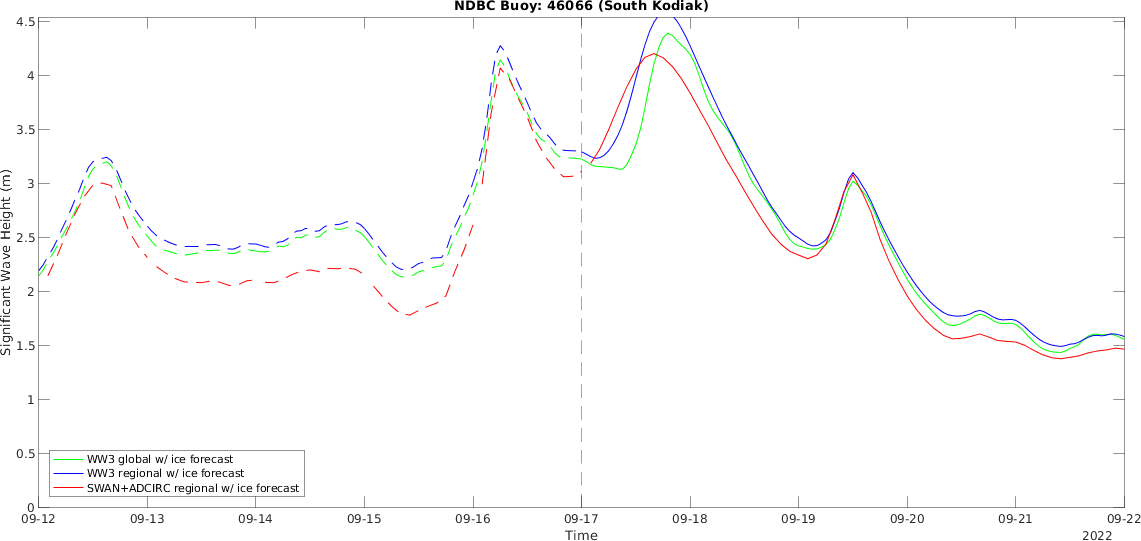 NDBC Buoy: 46066 (South Kodiak)
4.5
4
3.5
3
2.5
2
1.5
1
0.5
0
Significant Wave Height (m)
WW3 global w/ ice forecast
WW3 regional w/ ice forecast
SWAN+ADCIRC regional w/ ice forecast
09-12 09-13 09-14 09-15 09-16 09-17 09-18 09-19 09-20 09-21 09-22
Time
2022